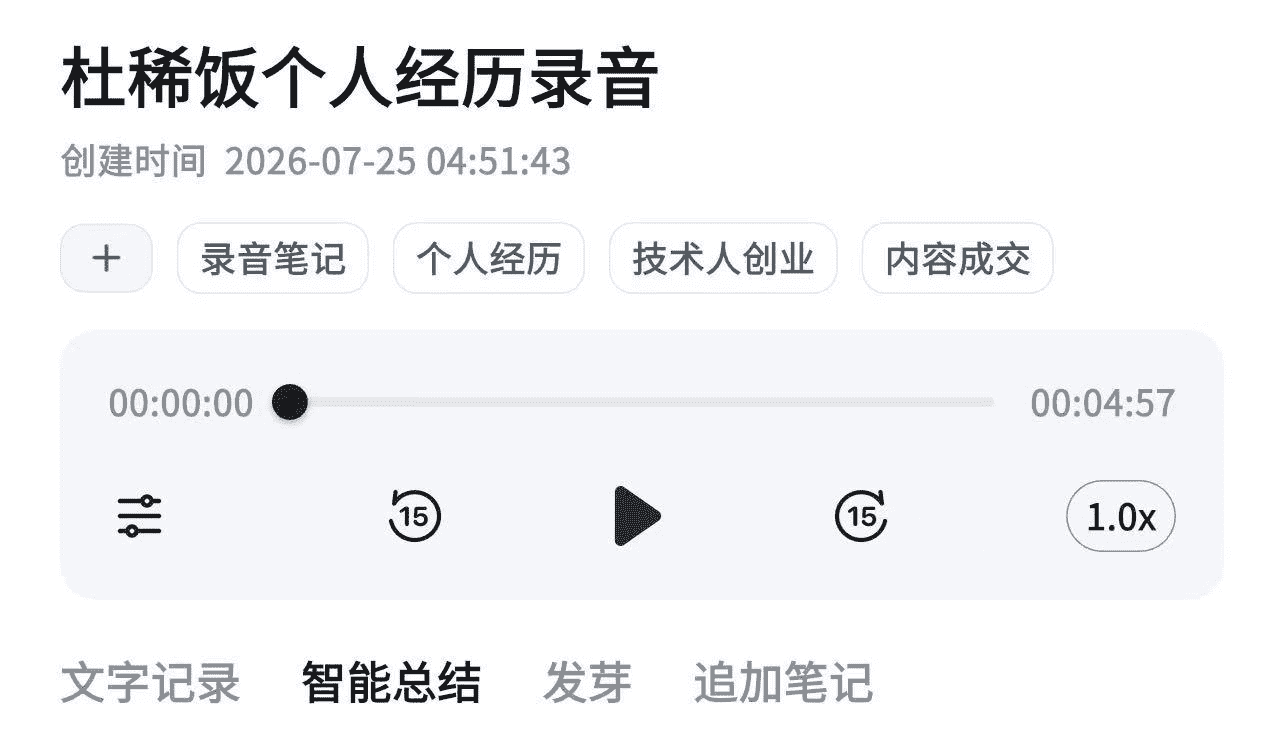 杜稀饭个人经历录音
创建时间 2026-07-25 04:51:43
+ 录音笔记 个人经历 技术人创业 内容成交
00:00:00 00:04:57
15 15 1.0x
文字记录 智能总结 发芽 追加笔记